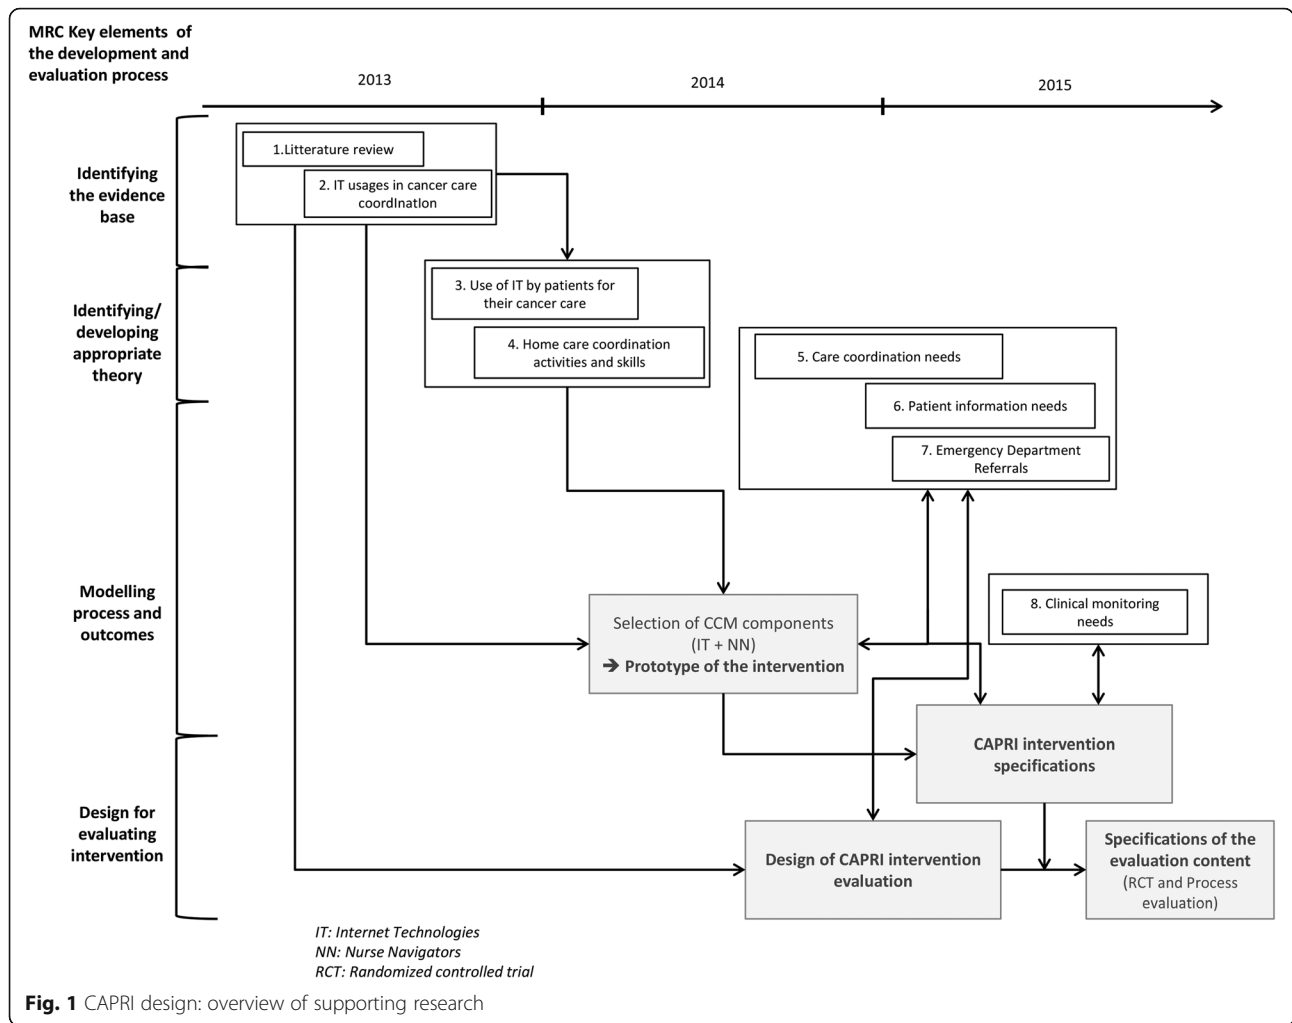 MRC Key elements of
the development and
evaluation process
2013
2014
2015
Identifying
the evidence
base
1.Litterature review
2. IT usages in cancer care
coordInatIon
Identifying/
developing
appropriate
theory
3. Use of IT by patients for
their cancer care
4. Home care coordination
activities and skills
5. Care coordination needs
6. Patient information needs
7. Emergency Department
Referrals
Modelling
process and
outcomes
Selection of CCM components
(IT + NN)
➔ Prototype of the intervention
8. Clinical monitoring
needs
CAPRI intervention
specifications
Design for
evaluating
intervention
Design of CAPRI intervention
evaluation
Specifications of the
evaluation content
(RCT and Process
evaluation)
IT: Internet Technologies
NN: Nurse Navigators
RCT: Randomized controlled trial
Fig. 1 CAPRI design: overview of supporting research